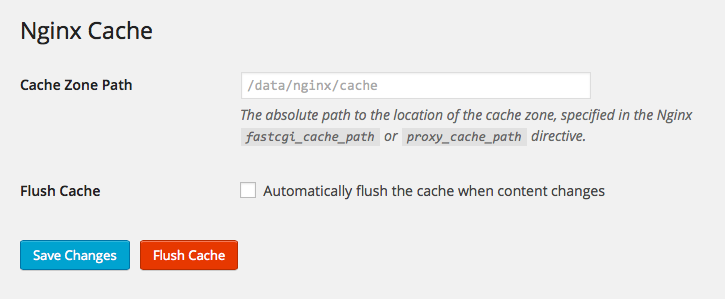 Nginx Cache
Cache Zone Path
/data/nginx/cache
The absolute path to the location of the cache zone, specified in the Nginx
fastcgi_cache_path or proxy_cache_path directive.
Flush Cache
Automatically flush the cache when content changes
Save Changes
Flush Cache